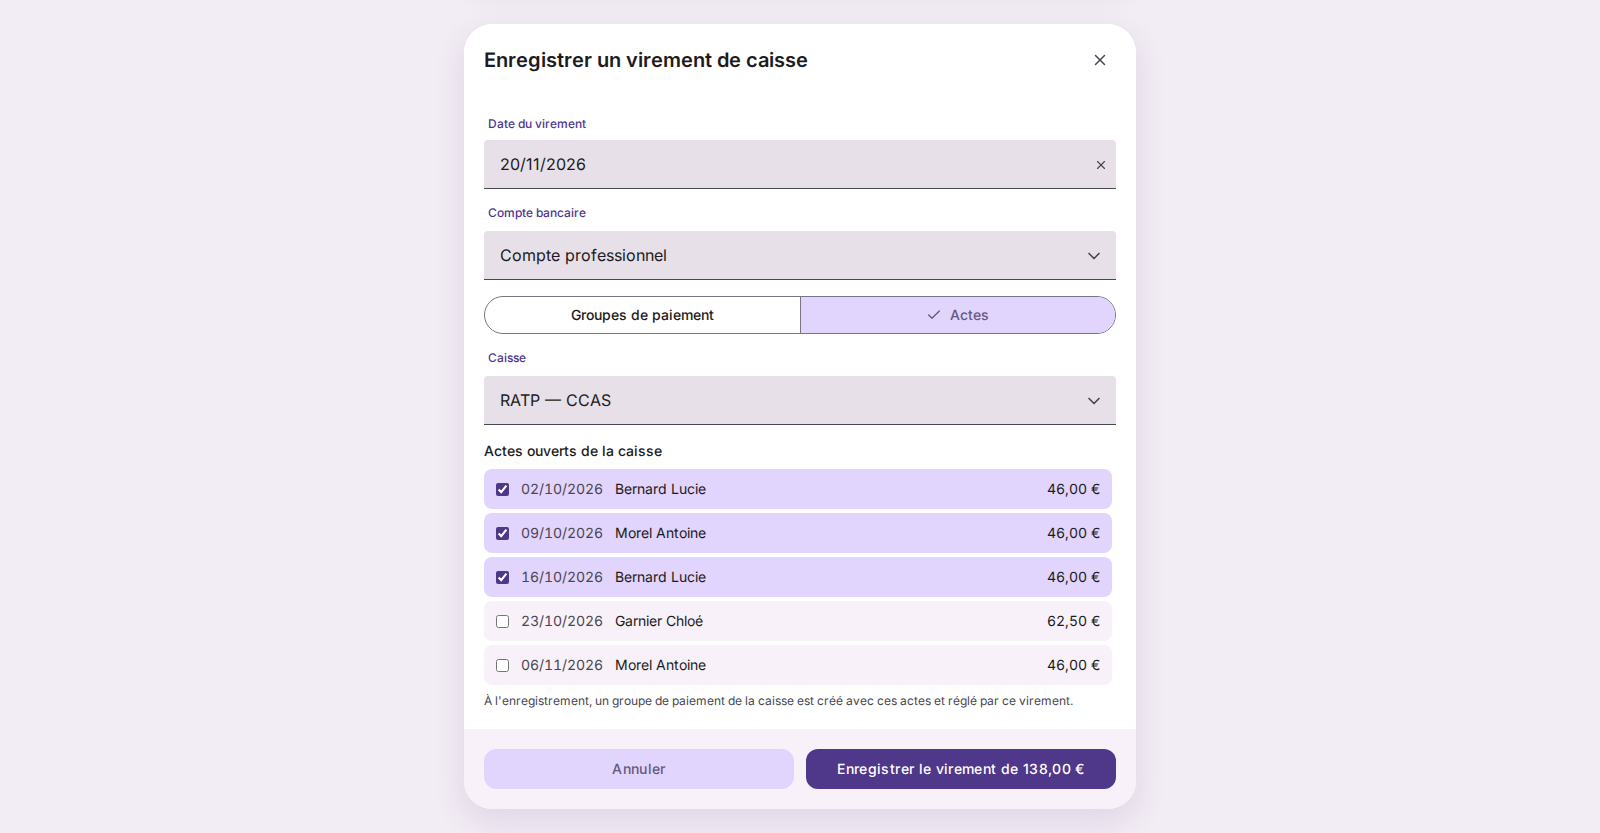 Enregistrer un virement de caisse
Date du virement
20/11/2026
Compte bancaire
Compte professionnel
Groupes de paiement
Actes
Caisse
RATP — CCAS
Actes ouverts de la caisse
02/10/2026 Bernard Lucie 46,00 €
09/10/2026 Morel Antoine 46,00 €
16/10/2026 Bernard Lucie 46,00 €
23/10/2026 Garnier Chloé 62,50 €
06/11/2026 Morel Antoine 46,00 €
À l'enregistrement, un groupe de paiement de la caisse est créé avec ces actes et réglé par ce virement.
Annuler
Enregistrer le virement de 138,00 €